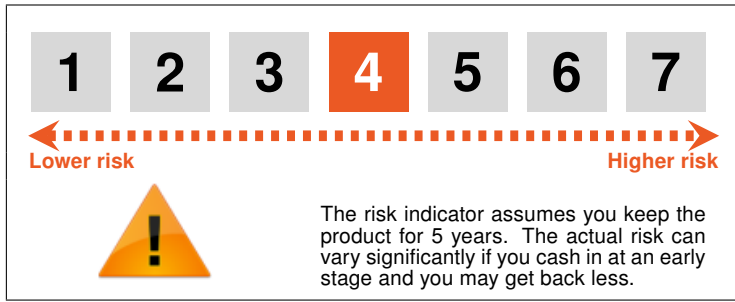 1 2 3 4 5 6 7
Lower risk Higher risk
!
The risk indicator assumes you keep the
product for 5 years. The actual risk can
vary significantly if you cash in at an early
stage and you may get back less.